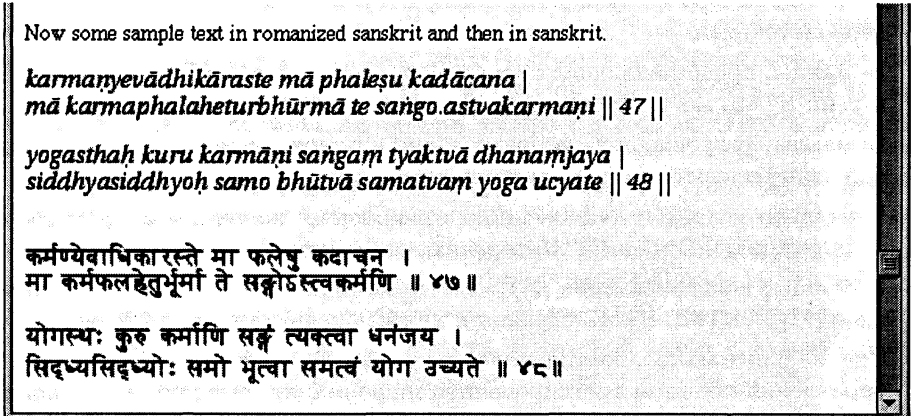 Now some sample text in romanized sanskrit and then in sanskrit.
karmaṇyevādhikāraste mā phaleṣu kadācana |
mā karmaphalaheturbhūrmā te saṅgo.astvakarmaṇi || 47 ||
yogasthaḥ kuru karmāṇi saṅgaṃ tyaktvā dhanaṃjaya |
siddhyasiddhyoḥ samo bhūtvā samatvaṃ yoga ucyate || 48 ||
कर्मण्येवाधिकारस्ते मा फलेषु कदाचन ।
मा कर्मफलहेतुर्भूर्मा ते सङ्गोऽस्त्वकर्मणि ॥ ४७॥
योगस्थः कुरु कर्माणि सङ्गं त्यक्त्वा धनंजय ।
सिद्ध्यसिद्ध्योः समो भूत्वा समत्वं योग उच्यते ॥ ४८॥